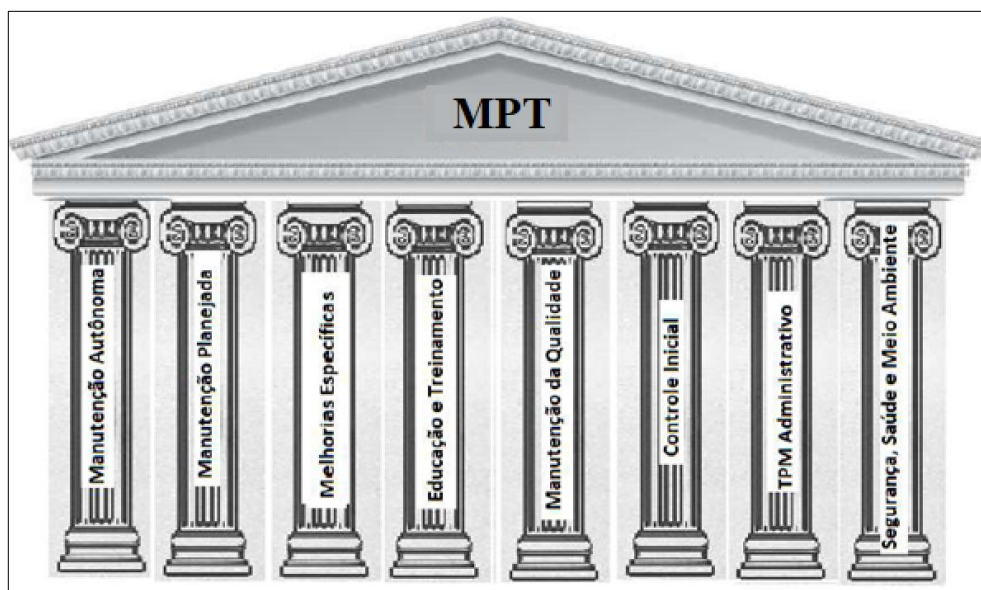 MPT
Manutenção Autônoma
Manutenção Planejada
Melhorias Específicas
Educação e Treinamento
Manutenção da Qualidade
Controle Inicial
TPM Administrativo
Segurança, Saúde e Meio Ambiente